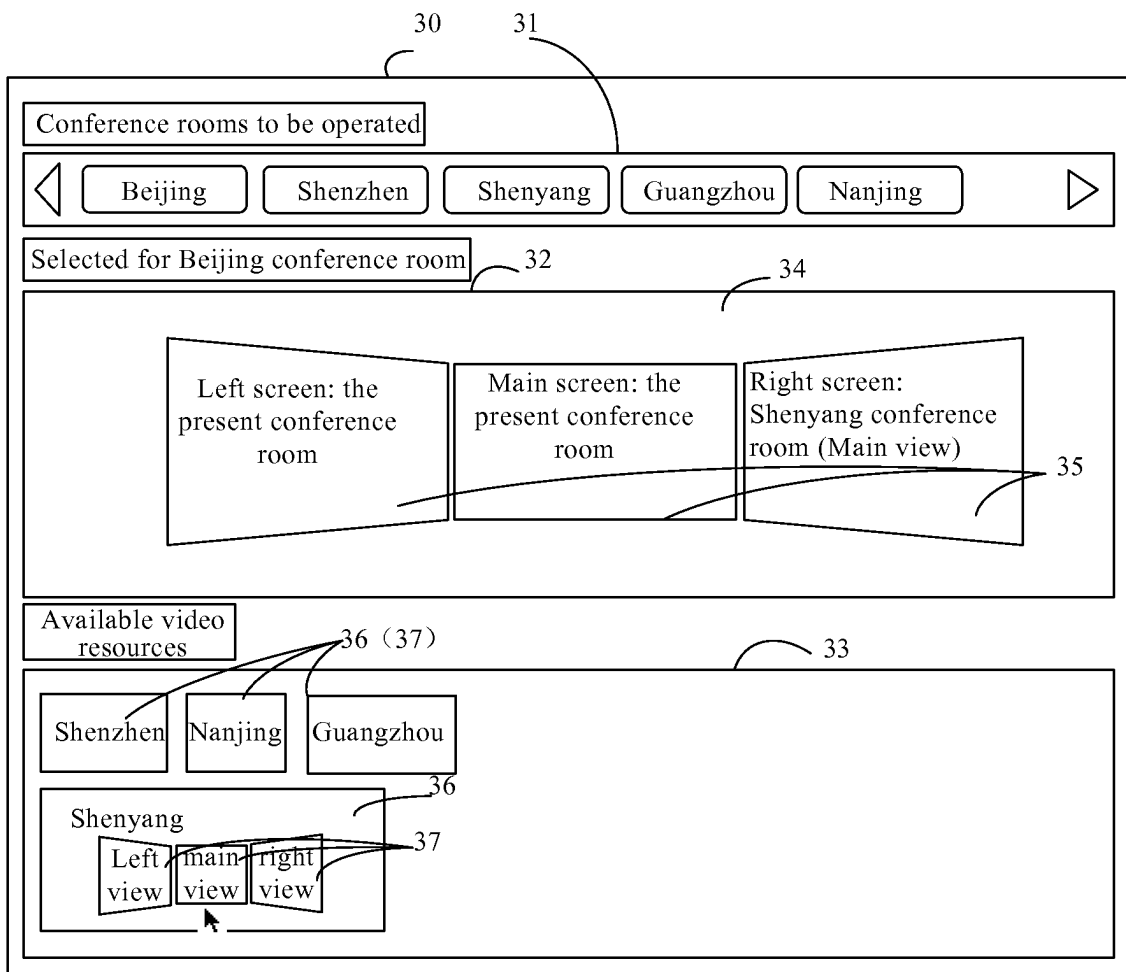 30
31
Conference rooms to be operated
Beijing
Shenzhen
Shenyang
Guangzhou
Nanjing
Selected for Beijing conference room
32
34
Left screen: the
present conference
room
Main screen: the
present conference
room
Right screen:
Shenyang conference
room (Main view)
35
Available video
resources
36（37）
33
Shenzhen
Nanjing
Guangzhou
36
Shenyang
Left
view
main
view
right
view
37